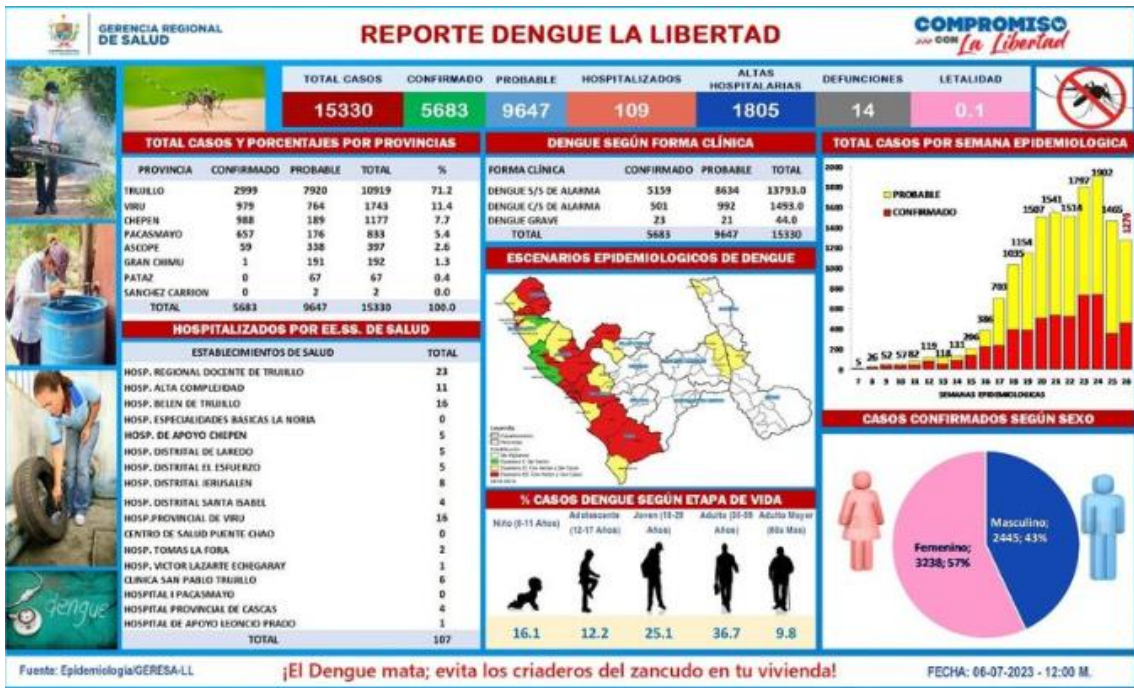 GERENCIA REGIONAL
DE SALUD
REPORTE DENGUE LA LIBERTAD
COMPROMISO
CON La Libertad
TOTAL CASOS CONFIRMADO PROBABLE HOSPITALIZADOS ALTAS HOSPITALARIAS DEFUNCIONES LETALIDAD
15330 5683 9647 109 1805 14 0.1
TOTAL CASOS Y PORCENTAJES POR PROVINCIAS
PROVINCIA CONFIRMADO PROBABLE TOTAL %
TRUJILLO 2999 7920 10919 71.2
VIRU 979 764 1743 11.4
CHEPEN 988 189 1177 7.7
PACASMAYO 657 176 833 5.4
ASCOPE 59 338 397 2.6
GRAN CHIMU 1 191 192 1.3
PATAZ 0 67 67 0.4
SANCHEZ CARRION 0 2 2 0.0
TOTAL 5683 9647 15330 100.0
HOSPITALIZADOS POR EE.SS. DE SALUD
ESTABLECIMIENTOS DE SALUD TOTAL
HOSP. REGIONAL DOCENTE DE TRUJILLO 23
HOSP. ALTA COMPLEJIDAD 11
HOSP. BELEN DE TRUJILLO 16
HOSP. ESPECIALIDADES BASICAS LA NORIA 0
HOSP. DE APOYO CHEPEN 5
HOSP. DISTRITAL DE LAREDO 5
HOSP. DISTRITAL EL ESFUERZO 5
HOSP. DISTRITAL JERUSALEN 8
HOSP. DISTRITAL SANTA ISABEL 4
HOSP.PROVINCIAL DE VIRU 16
CENTRO DE SALUD PUENTE CHAO 0
HOSP. TOMAS LA FORA 2
HOSP. VICTOR LAZARTE ECHEGARAY 1
CLINICA SAN PABLO TRUJILLO 6
HOSPITAL I PACASMAYO 0
HOSPITAL PROVINCIAL DE CASCAS 4
HOSPITAL DE APOYO LEONCIO PRADO 1
TOTAL 107
DENGUE SEGÚN FORMA CLÍNICA
FORMA CLÍNICA CONFIRMADO PROBABLE TOTAL
DENGUE S/S DE ALARMA 5159 8634 13793.0
DENGUE C/S DE ALARMA 501 992 1493.0
DENGUE GRAVE 23 21 44.0
TOTAL 5683 9647 15330
ESCENARIOS EPIDEMIOLOGICOS DE DENGUE
Leyenda
% CASOS DENGUE SEGÚN ETAPA DE VIDA
Niño (0-11 Años) Adolescente (12-17 Años) Joven (18-29 Años) Adulto (30-59 Años) Adulto Mayor (60a Mas)
16.1 12.2 25.1 36.7 9.8
TOTAL CASOS POR SEMANA EPIDEMIOLOGICA
PROBABLE
CONFIRMADO
2000
1800
1600
1400
1200
1000
800
600
400
200
0
5 26 52 57 82 119 118 131 206 386 703 1035 1154 1507 1541 1514 1797 1902 1465 1276
7 8 9 10 11 12 13 14 15 16 17 18 19 20 21 22 23 24 25 26
SEMANAS EPIDEMIOLOGICAS
CASOS CONFIRMADOS SEGÚN SEXO
Masculino;
2445; 43%
Femenino;
3238; 57%
dengue
Fuente: Epidemiología/GERESA-LL
¡El Dengue mata; evita los criaderos del zancudo en tu vivienda!
FECHA: 06-07-2023 - 12:00 M.